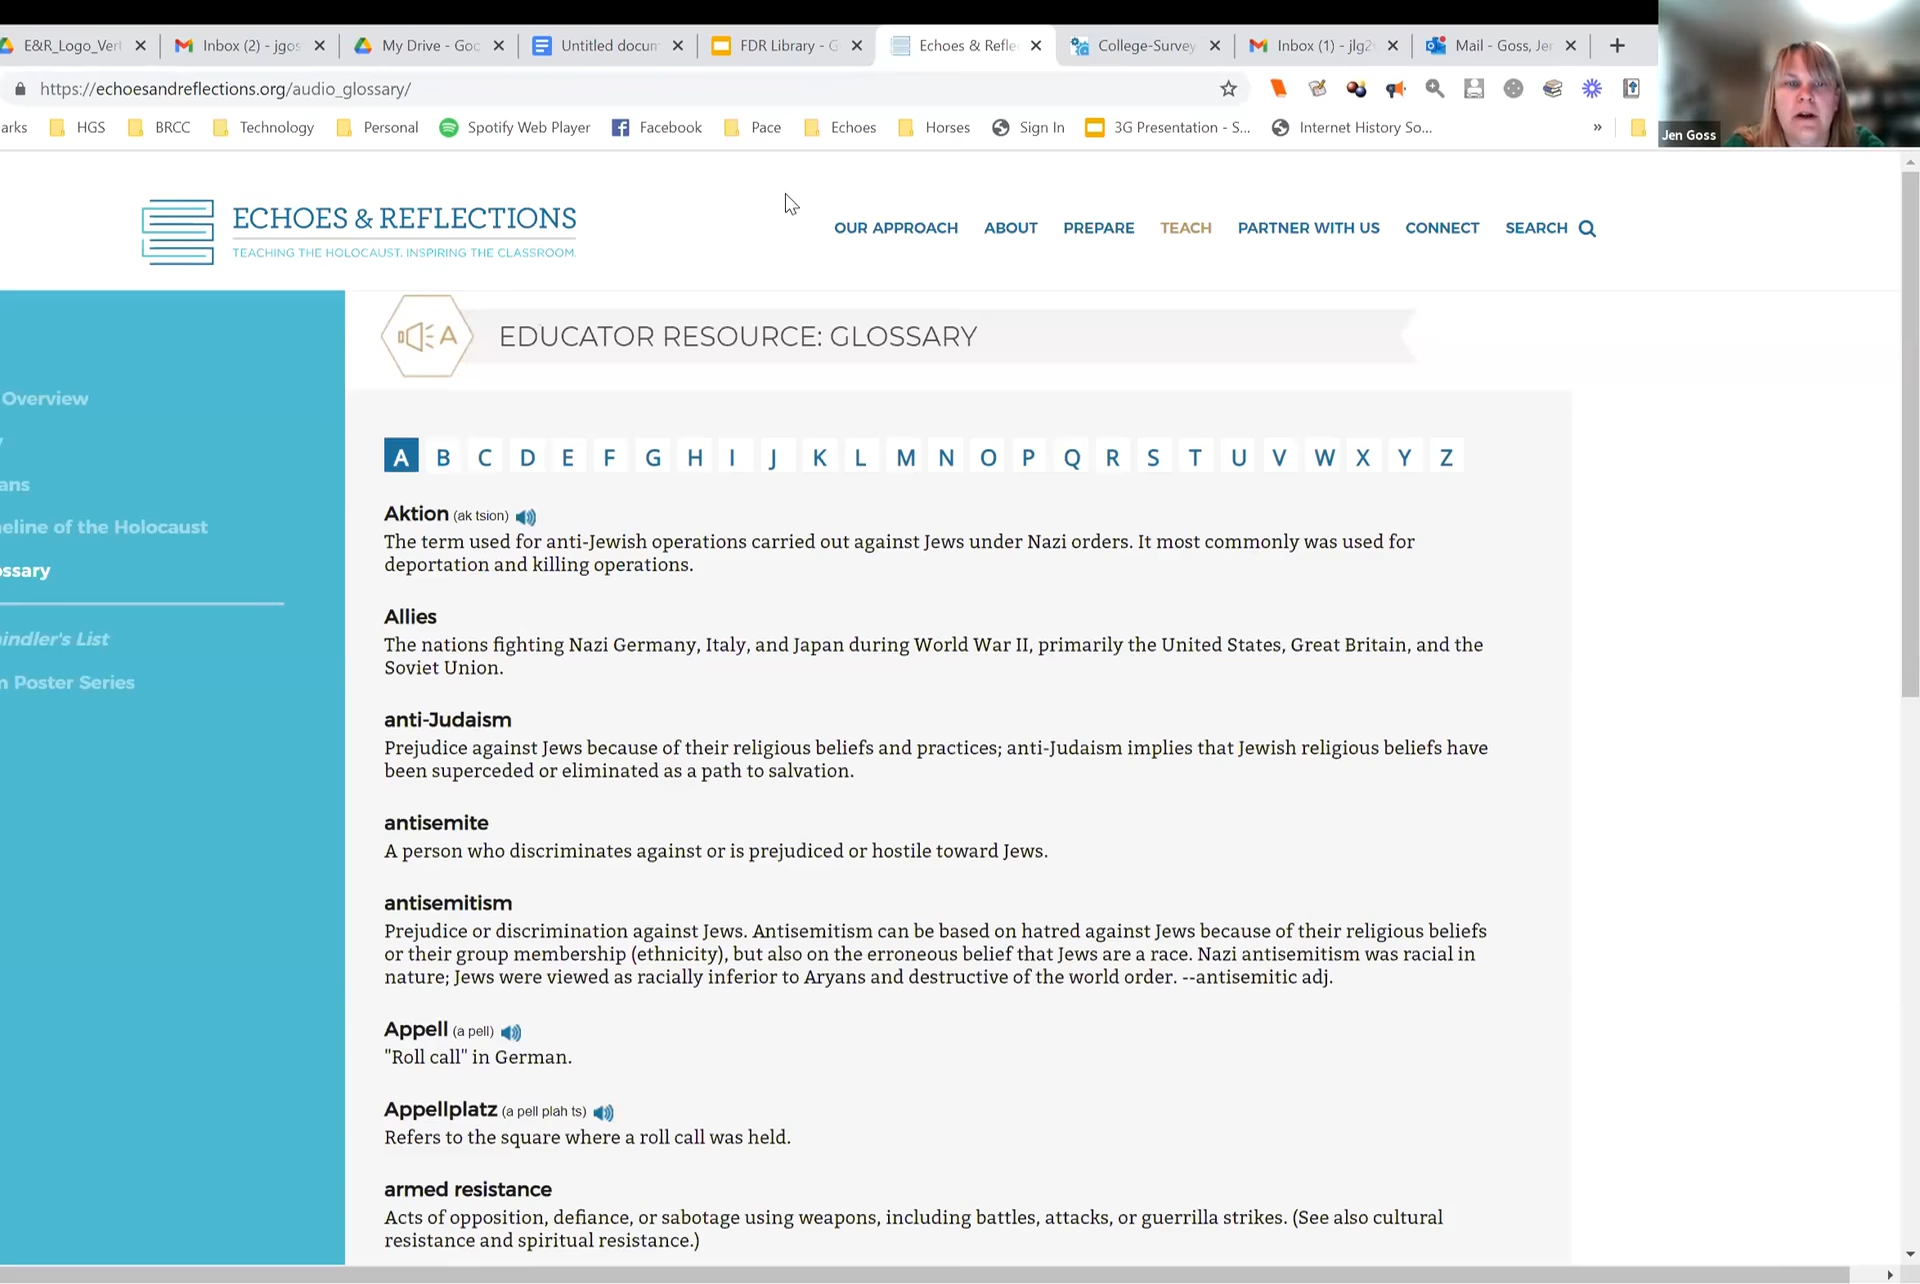 E&R_Logo_Vert
Inbox (2) - jgos
My Drive - Goo
Untitled docum
FDR Library - G
Echoes & Refle
College-Survey
Inbox (1) - jlg2
Mail - Goss, Jer
https://echoesandreflections.org/audio_glossary/
arks
HGS
BRCC
Technology
Personal
Spotify Web Player
Facebook
Pace
Echoes
Horses
Sign In
3G Presentation - S...
Internet History So...
»
Jen Goss
ECHOES & REFLECTIONS
TEACHING THE HOLOCAUST. INSPIRING THE CLASSROOM.
OUR APPROACH
ABOUT
PREPARE
TEACH
PARTNER WITH US
CONNECT
SEARCH
Overview
y
ans
eline of the Holocaust
ossary
indler's List
n Poster Series
A
EDUCATOR RESOURCE: GLOSSARY
A B C D E F G H I J K L M N O P Q R S T U V W X Y Z
Aktion (ak tsion)
The term used for anti-Jewish operations carried out against Jews under Nazi orders. It most commonly was used for
deportation and killing operations.
Allies
The nations fighting Nazi Germany, Italy, and Japan during World War II, primarily the United States, Great Britain, and the
Soviet Union.
anti-Judaism
Prejudice against Jews because of their religious beliefs and practices; anti-Judaism implies that Jewish religious beliefs have
been superceded or eliminated as a path to salvation.
antisemite
A person who discriminates against or is prejudiced or hostile toward Jews.
antisemitism
Prejudice or discrimination against Jews. Antisemitism can be based on hatred against Jews because of their religious beliefs
or their group membership (ethnicity), but also on the erroneous belief that Jews are a race. Nazi antisemitism was racial in
nature; Jews were viewed as racially inferior to Aryans and destructive of the world order. --antisemitic adj.
Appell (a pell)
"Roll call" in German.
Appellplatz (a pell plah ts)
Refers to the square where a roll call was held.
armed resistance
Acts of opposition, defiance, or sabotage using weapons, including battles, attacks, or guerrilla strikes. (See also cultural
resistance and spiritual resistance.)